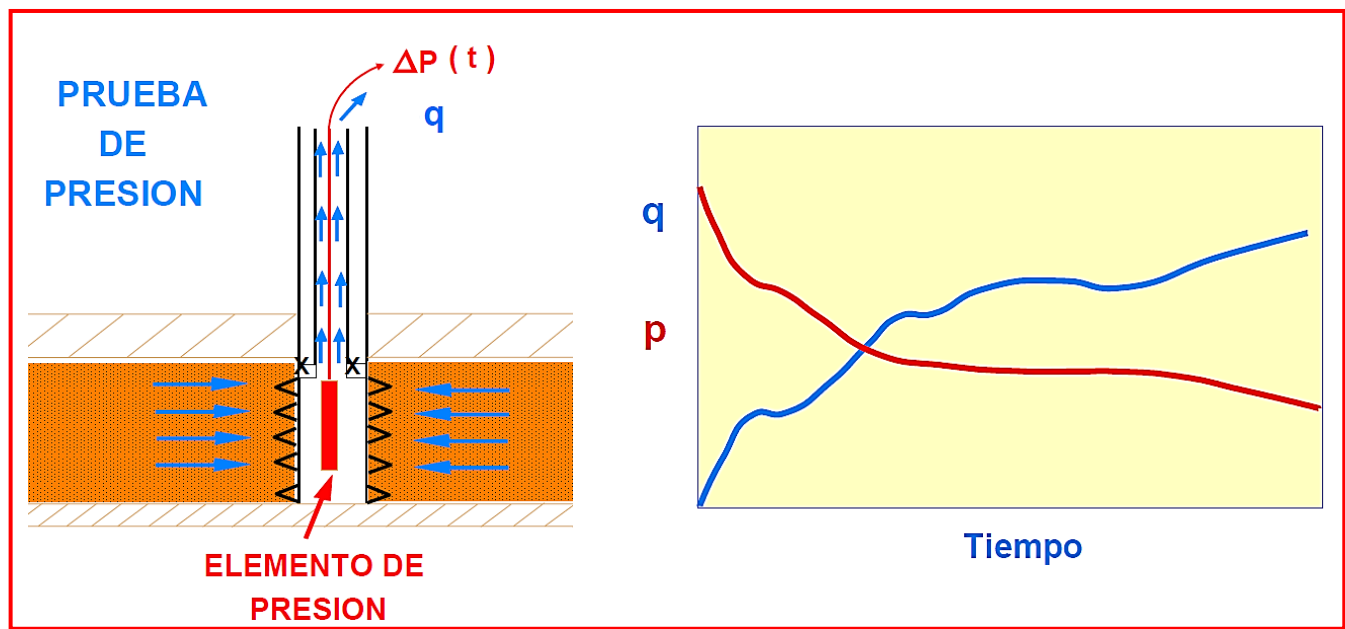 PRUEBA
DE
PRESION
ΔP ( t )
q
X X
ELEMENTO DE
PRESION
q
p
Tiempo